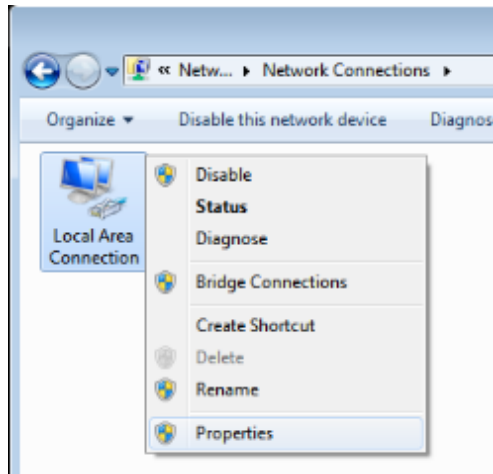 « Netw... ▸ Network Connections ▸
Organize ▾ Disable this network device Diagnos
Local Area
Connection
Disable
Status
Diagnose
Bridge Connections
Create Shortcut
Delete
Rename
Properties